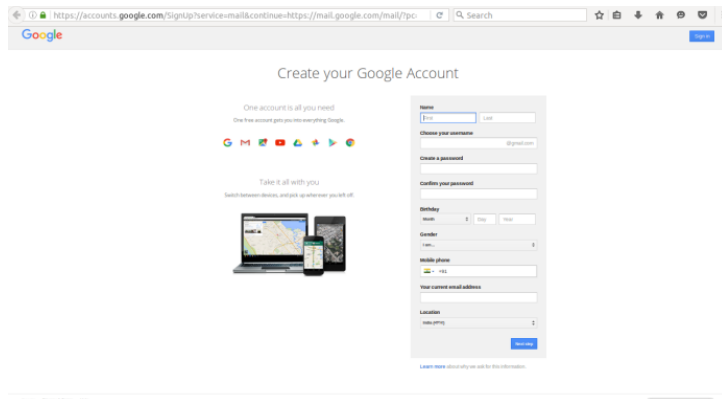 https://accounts.google.com/SignUp?service=mail&continue=https://mail.google.com/mail/?pc:
Search
Google
Sign in
Create your Google Account
One account is all you need
One free account gets you into everything Google.
Take it all with you
Switch between devices, and pick up wherever you left off.
Name
First Last
Choose your username
@gmail.com
Create a password
Confirm your password
Birthday
Month Day Year
Gender
I am...
Mobile phone
+91
Your current email address
Location
India (भारत)
Next step
Learn more about why we ask for this information.